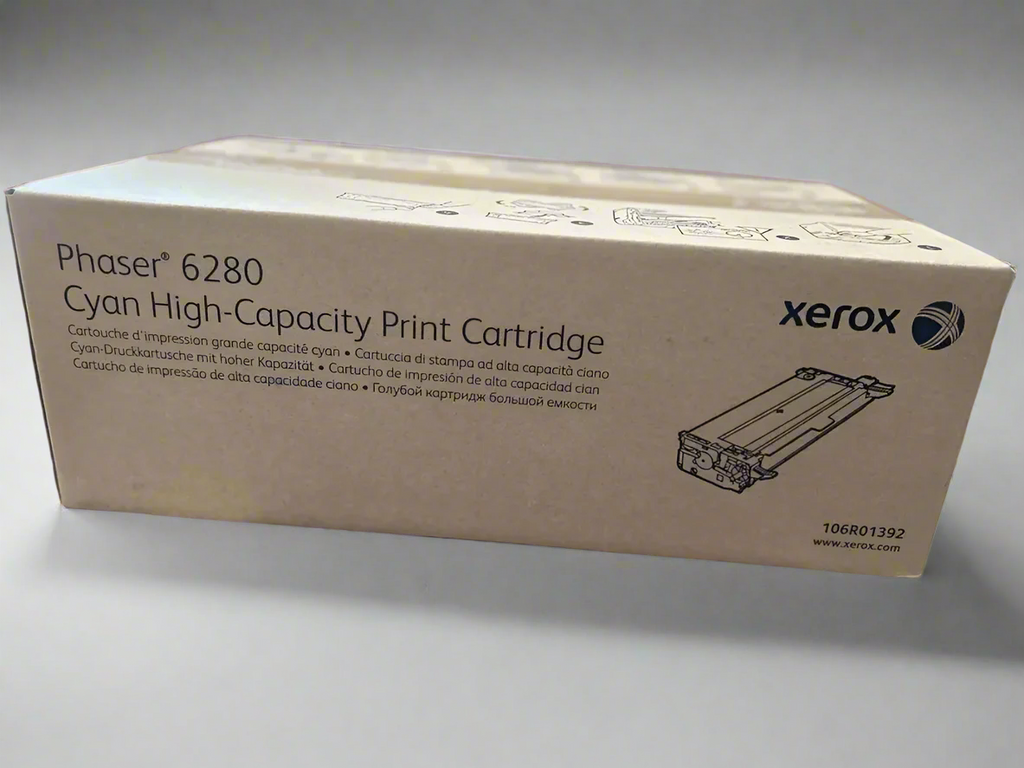 Phaser® 6280
Cyan High-Capacity Print Cartridge
Cartouche d'impression grande capacité cyan • Cartuccia di stampa ad alta capacità ciano
Cyan-Druckkartusche mit hoher Kapazität • Cartucho de impresión de alta capacidad cian
Cartucho de impressão de alta capacidade ciano • Голубой картридж большой емкости
xerox
106R01392
www.xerox.com